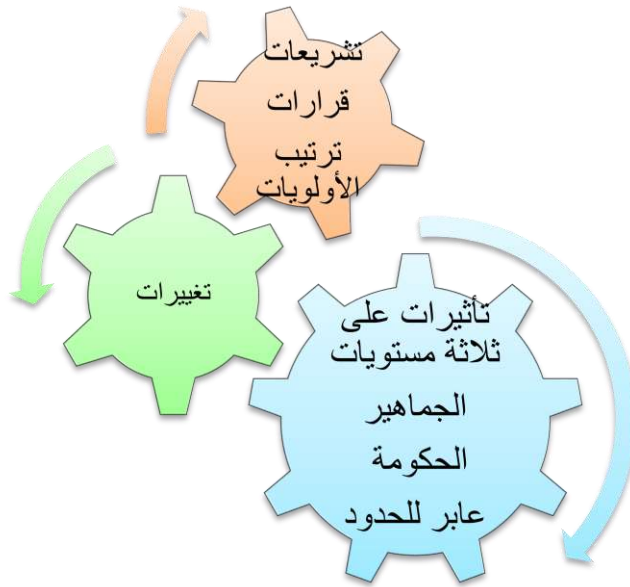 تشريعات
قرارات
ترتيب
الأولويات
تغييرات
تأثيرات على
ثلاثة مستويات
الجماهير
الحكومة
عابر للحدود